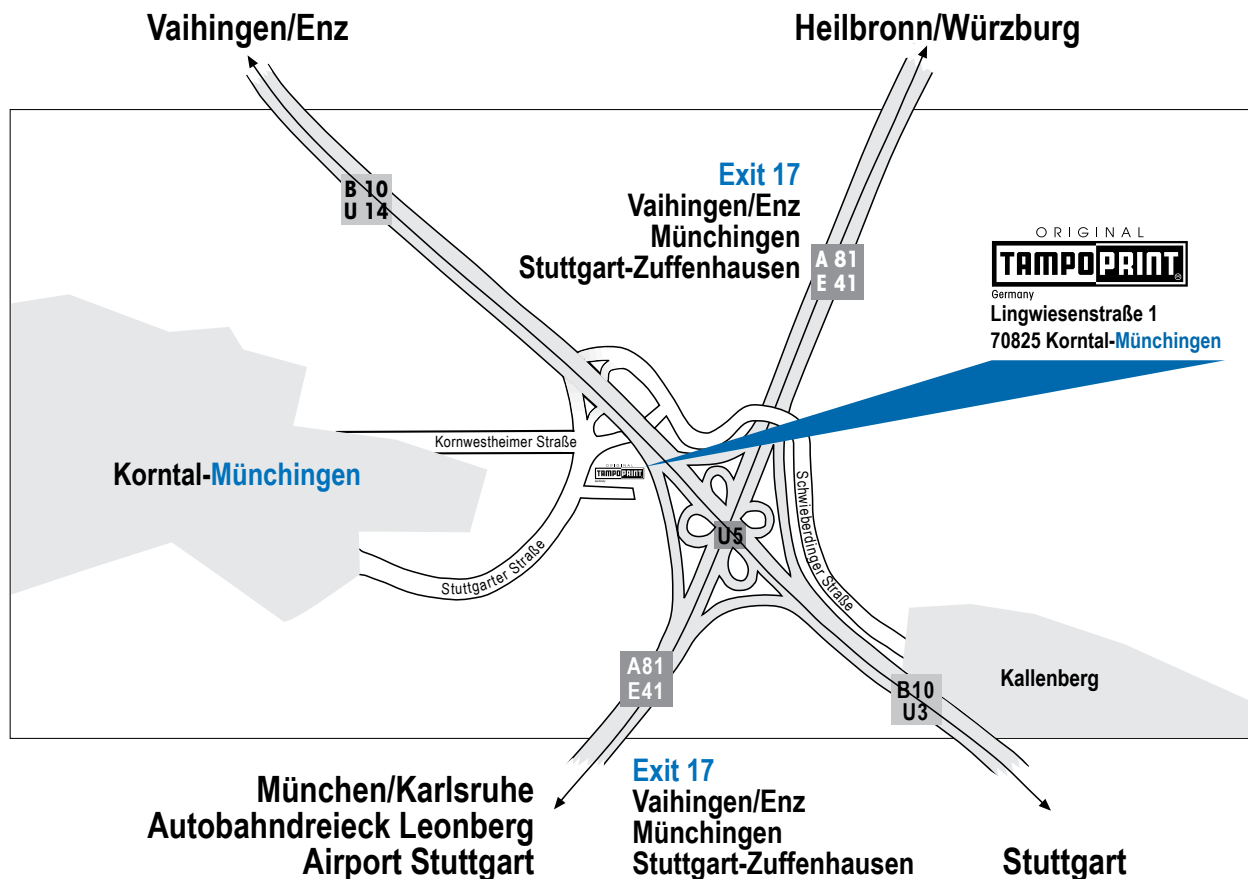 Vaihingen/Enz
Heilbronn/Würzburg
Exit 17
Vaihingen/Enz
Münchingen
Stuttgart-Zuffenhausen
B 10
U 14
A 81
E 41
ORIGINAL
TAMPOPRINT®
Germany
Lingwiesenstraße 1
70825 Korntal-Münchingen
Kornwestheimer Straße
Korntal-Münchingen
ORIGINAL
TAMPOPRINT
Germany
U5
Schwieberdinger Straße
Stuttgarter Straße
A81
E41
Kallenberg
B10
U3
München/Karlsruhe
Autobahndreieck Leonberg
Airport Stuttgart
Exit 17
Vaihingen/Enz
Münchingen
Stuttgart-Zuffenhausen
Stuttgart